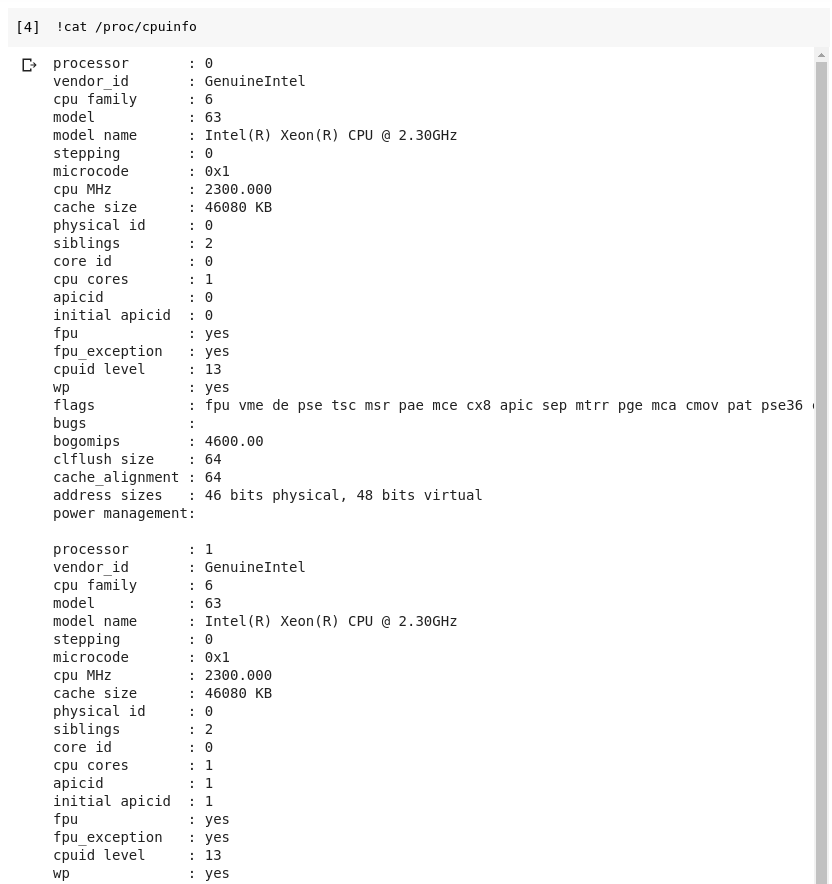 [4] !cat /proc/cpuinfo
processor : 0
vendor_id : GenuineIntel
cpu family : 6
model : 63
model name : Intel(R) Xeon(R) CPU @ 2.30GHz
stepping : 0
microcode : 0x1
cpu MHz : 2300.000
cache size : 46080 KB
physical id : 0
siblings : 2
core id : 0
cpu cores : 1
apicid : 0
initial apicid : 0
fpu : yes
fpu_exception : yes
cpuid level : 13
wp : yes
flags : fpu vme de pse tsc msr pae mce cx8 apic sep mtrr pge mca cmov pat pse36
bugs :
bogomips : 4600.00
clflush size : 64
cache_alignment : 64
address sizes : 46 bits physical, 48 bits virtual
power management:
processor : 1
vendor_id : GenuineIntel
cpu family : 6
model : 63
model name : Intel(R) Xeon(R) CPU @ 2.30GHz
stepping : 0
microcode : 0x1
cpu MHz : 2300.000
cache size : 46080 KB
physical id : 0
siblings : 2
core id : 0
cpu cores : 1
apicid : 1
initial apicid : 1
fpu : yes
fpu_exception : yes
cpuid level : 13
wp : yes